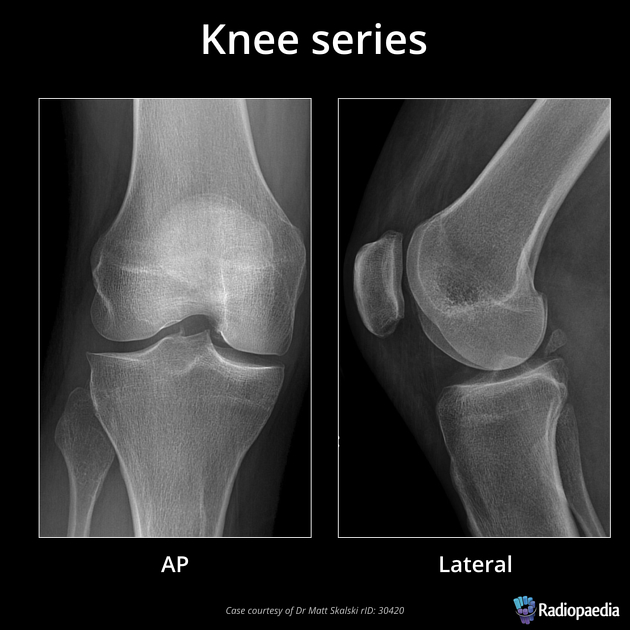 Knee series
AP
Lateral
Case courtesy of Dr Matt Skalski rID: 30420
Radiopaedia